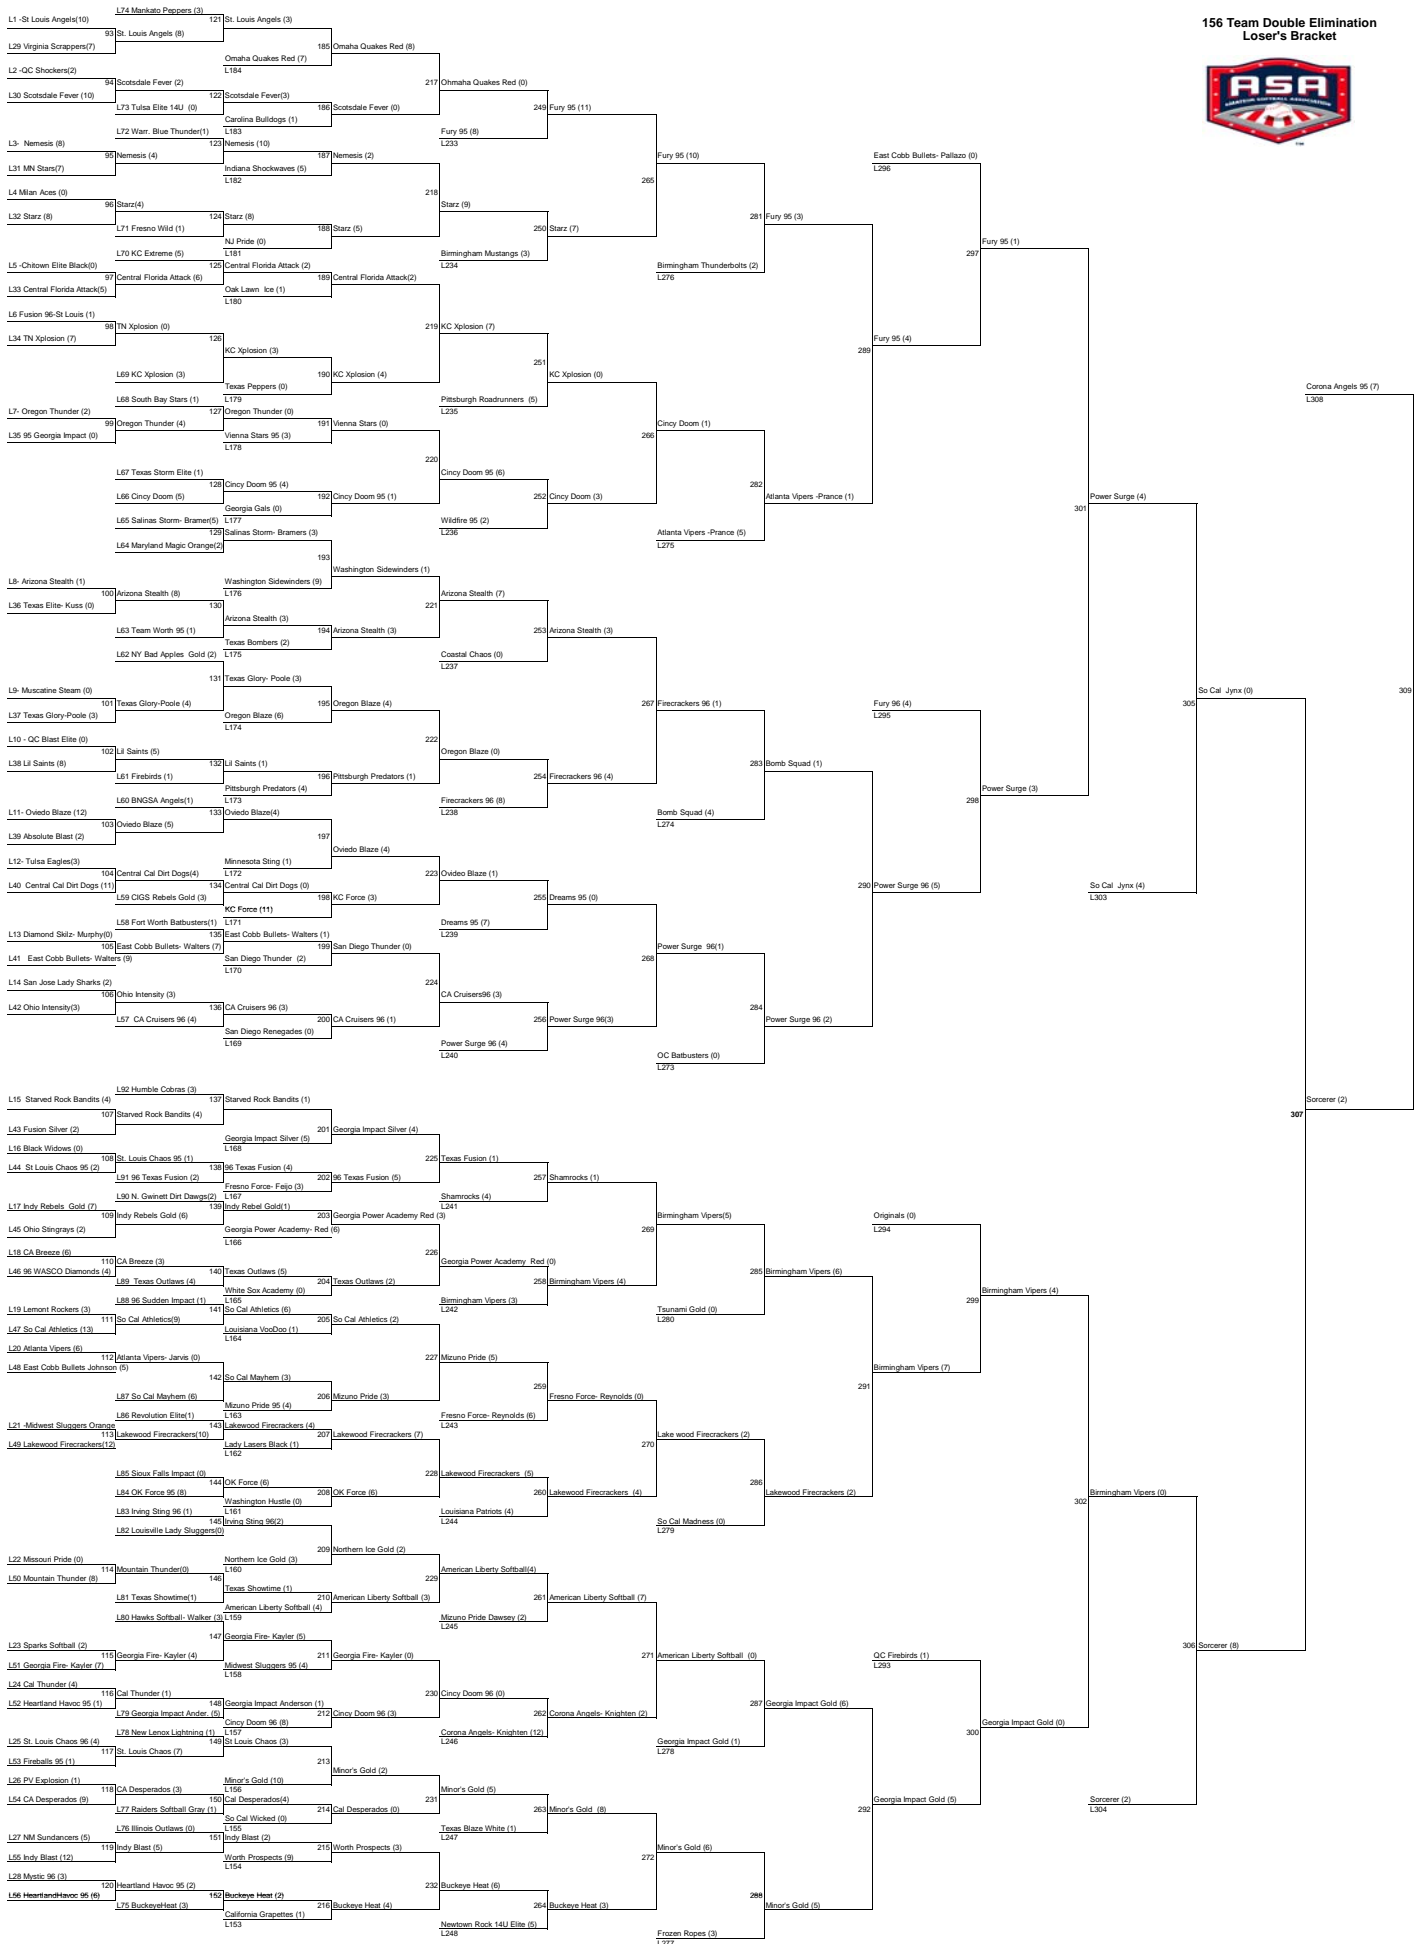 156 Team Double Elimination
Loser's Bracket
ASA
AMATEUR SOFTBALL ASSOCIATION
L1 -St Louis Angels(10)
93
L29 Virginia Scrappers(7)
L2 -QC Shockers(2)
94
L30 Scotsdale Fever (10)
L3- Nemesis (8)
95
L31 MN Stars(7)
L4 Milan Aces (0)
96
L32 Starz (8)
L5 -Chitown Elite Black(0)
97
L33 Central Florida Attack(5)
L6 Fusion 96-St Louis (1)
98
L34 TN Xplosion (7)
L7- Oregon Thunder (2)
99
L35 95 Georgia Impact (0)
L8- Arizona Stealth (1)
100
L36 Texas Elite- Kuss (0)
L9- Muscatine Steam (0)
101
L37 Texas Glory-Poole (3)
L10 - QC Blast Elite (0)
102
L38 Lil Saints (8)
L11- Oviedo Blaze (12)
103
L39 Absolute Blast (2)
L12- Tulsa Eagles(3)
104
L40 Central Cal Dirt Dogs (11)
L13 Diamond Skilz- Murphy(0)
105
L41 East Cobb Bullets- Walters (9)
L14 San Jose Lady Sharks (2)
106
L42 Ohio Intensity(3)
L15 Starved Rock Bandits (4)
107
L43 Fusion Silver (2)
L16 Black Widows (0)
108
L44 St Louis Chaos 95 (2)
L17 Indy Rebels Gold (7)
109
L45 Ohio Stingrays (2)
L18 CA Breeze (6)
110
L46 96 WASCO Diamonds (4)
L19 Lemont Rockers (3)
111
L47 So Cal Athletics (13)
L20 Atlanta Vipers (6)
112
L48 East Cobb Bullets Johnson (5)
L21 -Midwest Sluggers Orange
113
L49 Lakewood Firecrackers(12)
L22 Missouri Pride (0)
114
L50 Mountain Thunder (8)
L23 Sparks Softball (2)
115
L51 Georgia Fire- Kayler (7)
L24 Cal Thunder (4)
116
L52 Heartland Havoc 95 (1)
L25 St. Louis Chaos 96 (4)
117
L53 Fireballs 95 (1)
L26 PV Explosion (1)
118
L54 CA Desperados (9)
L27 NM Sundancers (5)
119
L55 Indy Blast (12)
L28 Mystic 96 (3)
120
L56 HeartlandHavoc 95 (6)
L74 Mankato Peppers (3)
121
St. Louis Angels (8)
Scotsdale Fever (2)
122
L73 Tulsa Elite 14U (0)
L72 Warr. Blue Thunder(1)
123
Nemesis (4)
Starz(4)
124
L71 Fresno Wild (1)
L70 KC Extreme (5)
125
Central Florida Attack (6)
TN Xplosion (0)
126
L69 KC Xplosion (3)
L68 South Bay Stars (1)
127
Oregon Thunder (4)
L67 Texas Storm Elite (1)
128
L66 Cincy Doom (5)
L65 Salinas Storm- Bramer(5)
129
L64 Maryland Magic Orange(2)
Arizona Stealth (8)
130
L63 Team Worth 95 (1)
L62 NY Bad Apples Gold (2)
131
Texas Glory-Poole (4)
Lil Saints (5)
132
L61 Firebirds (1)
L60 BNGSA Angels(1)
133
Oviedo Blaze (5)
Central Cal Dirt Dogs(4)
134
L59 CIGS Rebels Gold (3)
L58 Fort Worth Batbusters(1)
135
East Cobb Bullets- Walters (7)
Ohio Intensity (3)
136
L57 CA Cruisers 96 (4)
L92 Humble Cobras (3)
137
Starved Rock Bandits (4)
St. Louis Chaos 95 (1)
138
L91 96 Texas Fusion (2)
L90 N. Gwinett Dirt Dawgs(2)
139
Indy Rebels Gold (6)
CA Breeze (3)
140
L89 Texas Outlaws (4)
L88 96 Sudden Impact (1)
141
So Cal Athletics(9)
Atlanta Vipers- Jarvis (0)
142
L87 So Cal Mayhem (6)
L86 Revolution Elite(1)
143
Lakewood Firecrackers(10)
L85 Sioux Falls Impact (0)
144
L84 OK Force 95 (8)
L83 Irving Sting 96 (1)
145
L82 Louisville Lady Sluggers(0)
Mountain Thunder(0)
146
L81 Texas Showtime(1)
L80 Hawks Softball- Walker (3)
147
Georgia Fire- Kayler (4)
Cal Thunder (1)
148
L79 Georgia Impact Ander. (5)
L78 New Lenox Lightning (1)
149
St. Louis Chaos (7)
CA Desperados (3)
150
L77 Raiders Softball Gray (1)
L76 Illinois Outlaws (0)
151
Indy Blast (5)
Heartland Havoc 95 (2)
152
L75 BuckeyeHeat (3)
St. Louis Angels (3)
185
Omaha Quakes Red (7)
L184
Scotsdale Fever(3)
186
Carolina Bulldogs (1)
L183
Nemesis (10)
187
Indiana Shockwaves (5)
L182
Starz (8)
188
NJ Pride (0)
L181
Central Florida Attack (2)
189
Oak Lawn Ice (1)
L180
KC Xplosion (3)
190
Texas Peppers (0)
L179
Oregon Thunder (0)
191
Vienna Stars 95 (3)
L178
Cincy Doom 95 (4)
192
Georgia Gals (0)
L177
Salinas Storm- Bramers (3)
193
Washington Sidewinders (9)
L176
Arizona Stealth (3)
194
Texas Bombers (2)
L175
Texas Glory- Poole (3)
195
Oregon Blaze (6)
L174
Lil Saints (1)
196
Pittsburgh Predators (4)
L173
Oviedo Blaze(4)
197
Minnesota Sting (1)
L172
Central Cal Dirt Dogs (0)
198
KC Force (11)
L171
East Cobb Bullets- Walters (1)
199
San Diego Thunder (2)
L170
CA Cruisers 96 (3)
200
San Diego Renegades (0)
L169
Starved Rock Bandits (1)
201
Georgia Impact Silver (5)
L168
96 Texas Fusion (4)
202
Fresno Force- Feijo (3)
L167
Indy Rebel Gold(1)
203
Georgia Power Academy- Red (6)
L166
Texas Outlaws (5)
204
White Sox Academy (0)
L165
So Cal Athletics (6)
205
Louisiana VooDoo (1)
L164
So Cal Mayhem (3)
206
Mizuno Pride 95 (4)
L163
Lakewood Firecrackers (4)
207
Lady Lasers Black (1)
L162
OK Force (6)
208
Washington Hustle (0)
L161
Irving Sting 96(2)
209
Northern Ice Gold (3)
L160
Texas Showtime (1)
210
American Liberty Softball (4)
L159
Georgia Fire- Kayler (5)
211
Midwest Sluggers 95 (4)
L158
Georgia Impact Anderson (1)
212
Cincy Doom 96 (8)
L157
St Louis Chaos (3)
213
Minor's Gold (10)
L156
Cal Desperados(4)
214
So Cal Wicked (0)
L155
Indy Blast (2)
215
Worth Prospects (9)
L154
Buckeye Heat (2)
216
California Grapettes (1)
L153
Omaha Quakes Red (8)
217
Scotsdale Fever (0)
Nemesis (2)
218
Starz (5)
Central Florida Attack(2)
219
KC Xplosion (4)
Vienna Stars (0)
220
Cincy Doom 95 (1)
Washington Sidewinders (1)
221
Arizona Stealth (3)
Oregon Blaze (4)
222
Pittsburgh Predators (1)
Oviedo Blaze (4)
223
KC Force (3)
San Diego Thunder (0)
224
CA Cruisers 96 (1)
Georgia Impact Silver (4)
225
96 Texas Fusion (5)
Georgia Power Academy Red (3)
226
Texas Outlaws (2)
So Cal Athletics (2)
227
Mizuno Pride (3)
Lakewood Firecrackers (7)
228
OK Force (6)
Northern Ice Gold (2)
229
American Liberty Softball (3)
Georgia Fire- Kayler (0)
230
Cincy Doom 96 (3)
Minor's Gold (2)
231
Cal Desperados (0)
Worth Prospects (3)
232
Buckeye Heat (4)
Ohmaha Quakes Red (0)
249
Fury 95 (8)
L233
Starz (9)
250
Birmingham Mustangs (3)
L234
KC Xplosion (7)
251
Pittsburgh Roadrunners (5)
L235
Cincy Doom 95 (6)
252
Wildfire 95 (2)
L236
Arizona Stealth (7)
253
Coastal Chaos (0)
L237
Oregon Blaze (0)
254
Firecrackers 96 (8)
L238
Ovideo Blaze (1)
255
Dreams 95 (7)
L239
CA Cruisers96 (3)
256
Power Surge 96 (4)
L240
Texas Fusion (1)
257
Shamrocks (4)
L241
Georgia Power Academy Red (0)
258
Birmingham Vipers (3)
L242
Mizuno Pride (5)
259
Fresno Force- Reynolds (6)
L243
Lakewood Firecrackers (5)
260
Louisiana Patriots (4)
L244
American Liberty Softball(4)
261
Mizuno Pride Dawsey (2)
L245
Cincy Doom 96 (0)
262
Corona Angels- Knighten (12)
L246
Minor's Gold (5)
263
Texas Blaze White (1)
L247
Buckeye Heat (6)
264
Newtown Rock 14U Elite (5)
L248
Fury 95 (11)
265
Starz (7)
KC Xplosion (0)
266
Cincy Doom (3)
Arizona Stealth (3)
267
Firecrackers 96 (4)
Dreams 95 (0)
268
Power Surge 96(3)
Shamrocks (1)
269
Birmingham Vipers (4)
Fresno Force- Reynolds (0)
270
Lakewood Firecrackers (4)
American Liberty Softball (7)
271
Corona Angels- Knighten (2)
Minor's Gold (8)
272
Buckeye Heat (3)
Fury 95 (10)
281
Birmingham Thunderbolts (2)
L276
Cincy Doom (1)
282
Atlanta Vipers -Prance (5)
L275
Firecrackers 96 (1)
283
Bomb Squad (4)
L274
Power Surge 96(1)
284
OC Batbusters (0)
L273
Birmingham Vipers(5)
285
Tsunami Gold (0)
L280
Lake wood Firecrackers (2)
286
So Cal Madness (0)
L279
American Liberty Softball (0)
287
Georgia Impact Gold (1)
L278
Minor's Gold (6)
288
Frozen Ropes (3)
L277
Fury 95 (3)
289
Atlanta Vipers -Prance (1)
Bomb Squad (1)
290
Power Surge 96 (2)
Birmingham Vipers (6)
291
Lakewood Firecrackers (2)
Georgia Impact Gold (6)
292
Minor's Gold (5)
East Cobb Bullets- Pallazo (0)
L296
297
Fury 95 (4)
Fury 96 (4)
L295
298
Power Surge 96 (5)
Originals (0)
L294
299
Birmingham Vipers (7)
QC Firebirds (1)
L293
300
Georgia Impact Gold (5)
Fury 95 (1)
301
Power Surge (3)
Birmingham Vipers (4)
302
Georgia Impact Gold (0)
Power Surge (4)
305
So Cal Jynx (4)
L303
Birmingham Vipers (0)
306
Sorcerer (2)
L304
So Cal Jynx (0)
307
Sorcerer (8)
Corona Angels 95 (7)
L308
309
Sorcerer (2)